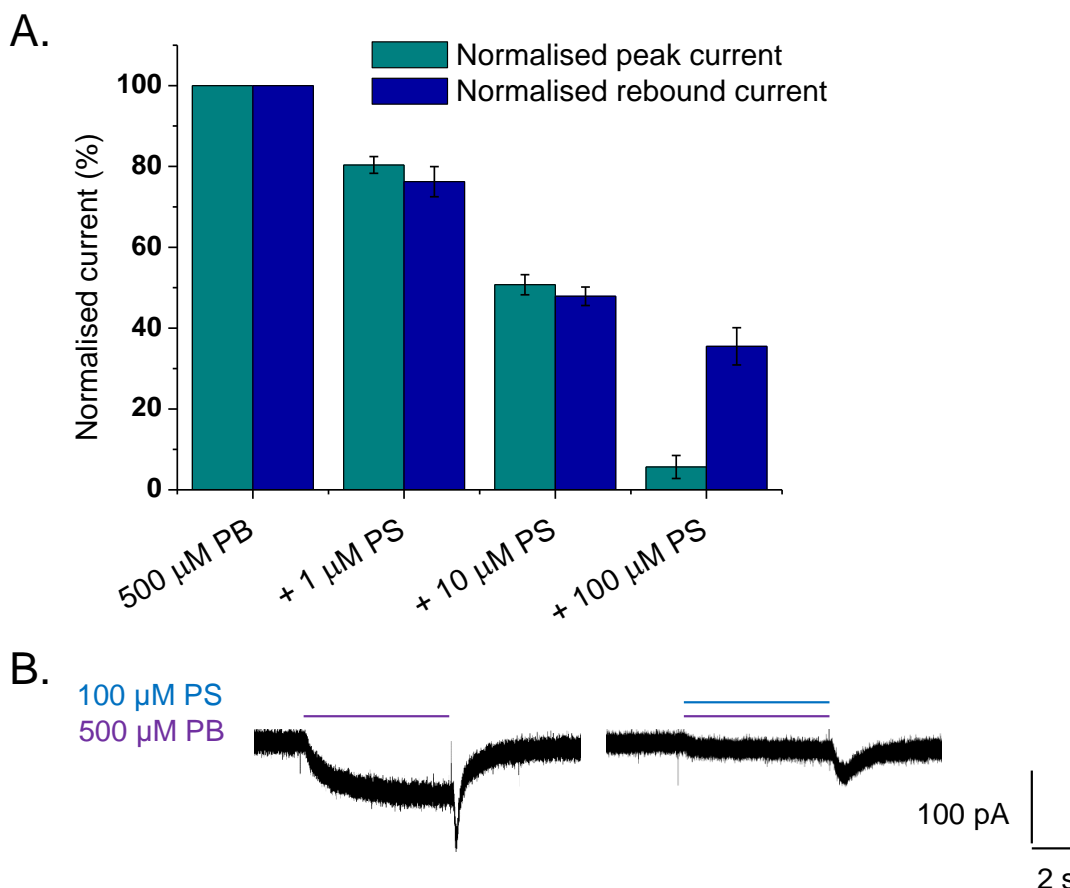 A.
Normalised peak current
Normalised rebound current
Normalised current (%)
100
80
60
40
20
0
500 µM PB
+ 1 µM PS
+ 10 µM PS
+ 100 µM PS
B.
100 µM PS
500 µM PB
100 pA
2 s